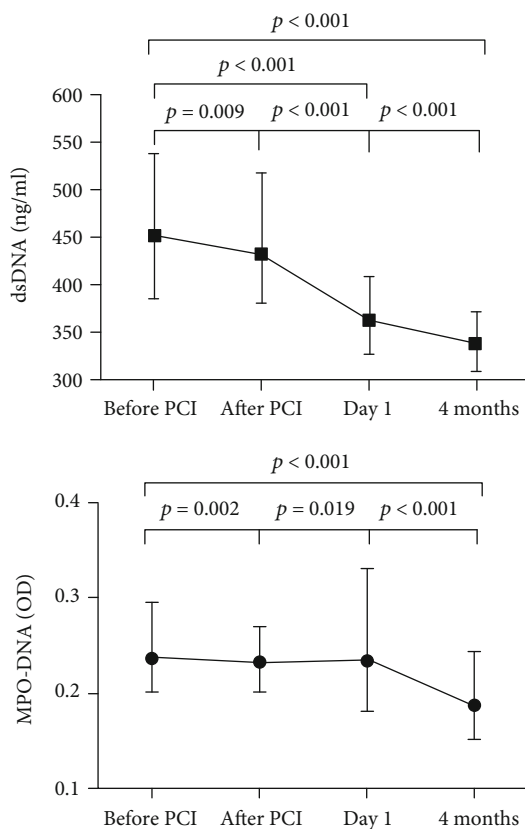 p < 0.001
p < 0.001
p = 0.009 p < 0.001 p < 0.001
600
550
500
450
400
350
300
dsDNA (ng/ml)
Before PCI After PCI Day 1 4 months
p < 0.001
p = 0.002 p = 0.019 p < 0.001
0.4
0.3
0.2
0.1
MPO-DNA (OD)
Before PCI After PCI Day 1 4 months